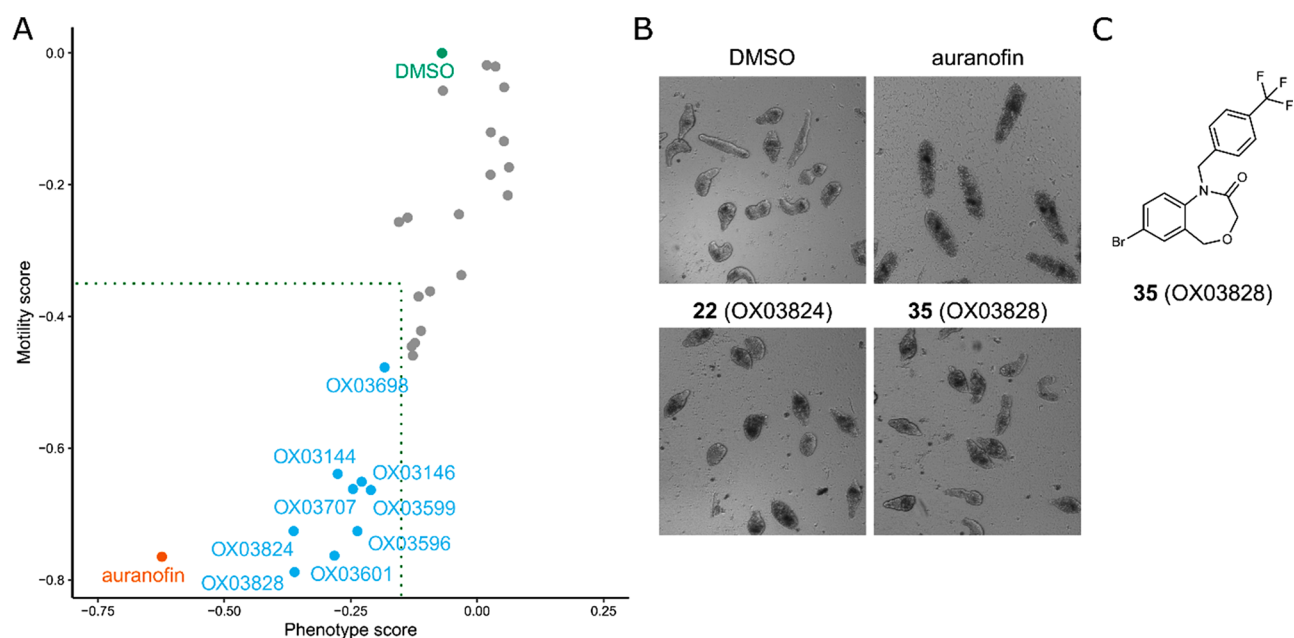 A
0.0
−0.2
−0.4
−0.6
−0.8
Motility score
DMSO
OX03698
OX03144
OX03146
OX03707
OX03599
OX03824
OX03596
auranofin
OX03828
OX03601
−0.75
−0.50
−0.25
0.00
0.25
Phenotype score
B
DMSO
auranofin
22 (OX03824)
35 (OX03828)
C
F
F
F
N
O
O
Br
35 (OX03828)